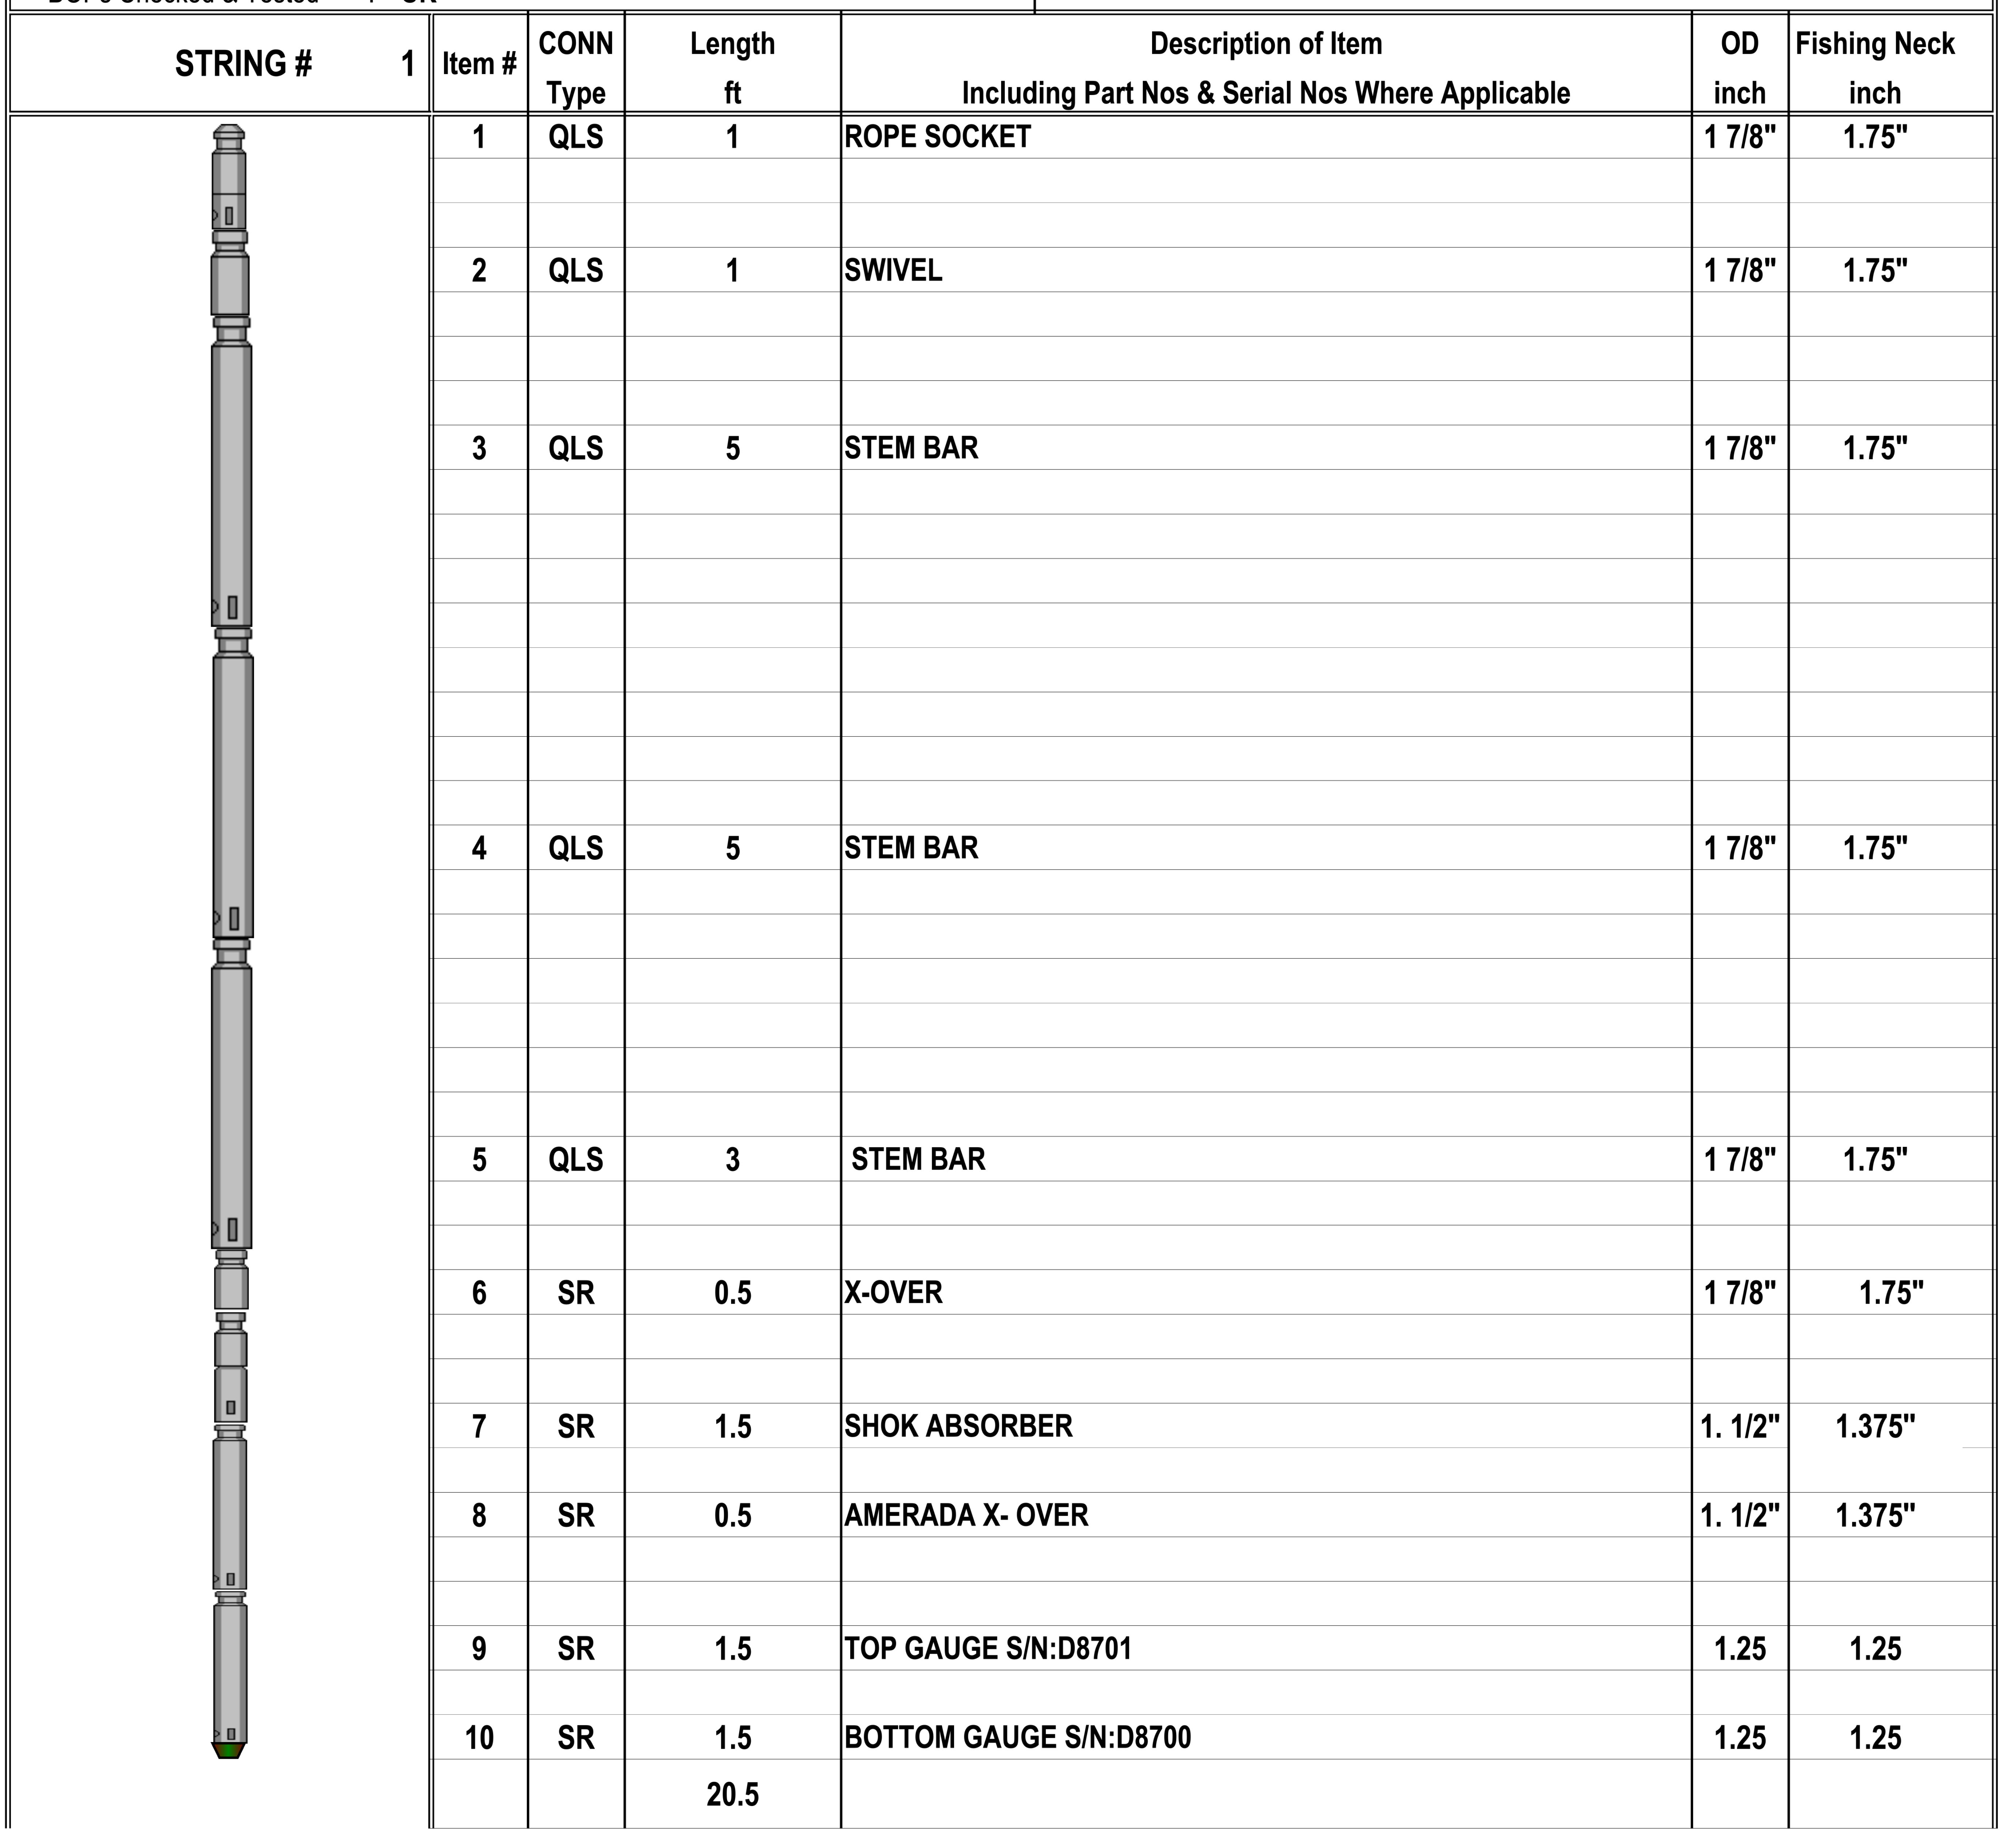 STRING # 1 Item # CONN Type Length ft Description of Item Including Part Nos & Serial Nos Where Applicable OD inch Fishing Neck inch
1 QLS 1 ROPE SOCKET 1 7/8" 1.75"
2 QLS 1 SWIVEL 1 7/8" 1.75"
3 QLS 5 STEM BAR 1 7/8" 1.75"
4 QLS 5 STEM BAR 1 7/8" 1.75"
5 QLS 3 STEM BAR 1 7/8" 1.75"
6 SR 0.5 X-OVER 1 7/8" 1.75"
7 SR 1.5 SHOK ABSORBER 1. 1/2" 1.375"
8 SR 0.5 AMERADA X- OVER 1. 1/2" 1.375"
9 SR 1.5 TOP GAUGE S/N:D8701 1.25 1.25
10 SR 1.5 BOTTOM GAUGE S/N:D8700 1.25 1.25
20.5